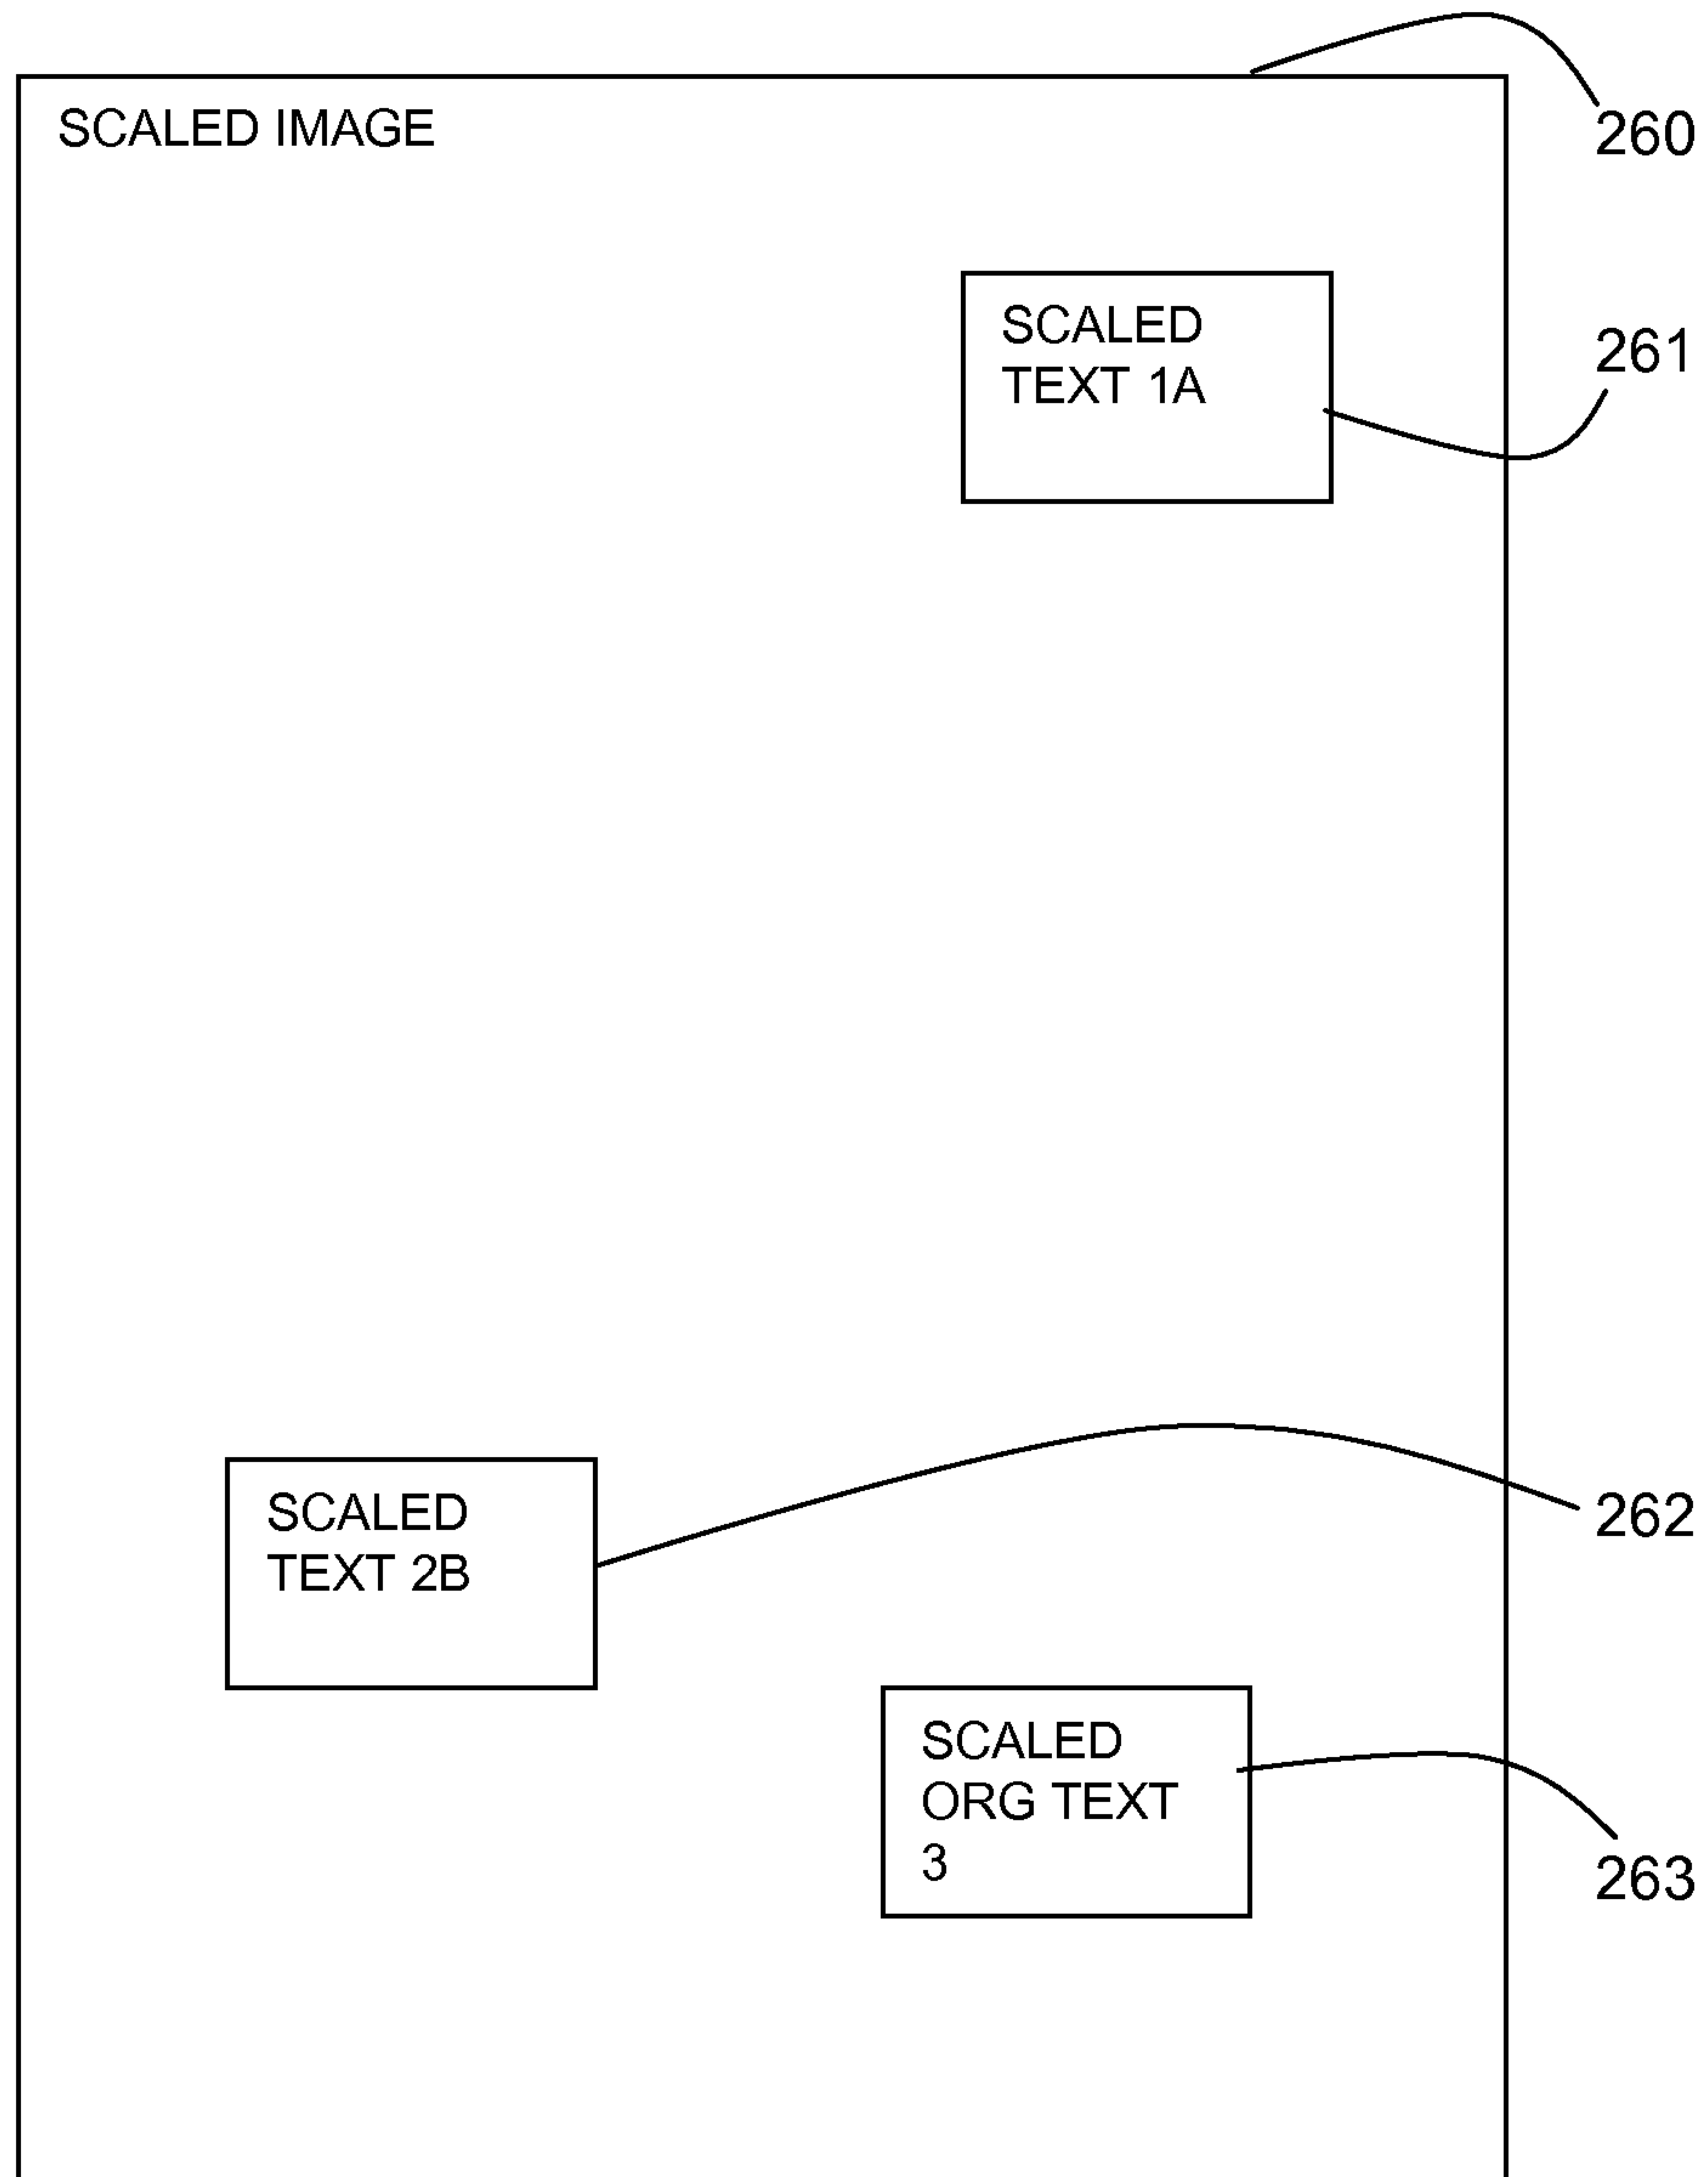 260
SCALED IMAGE
SCALED
TEXT 1A
261
SCALED
TEXT 2B
262
SCALED
ORG TEXT
3
263